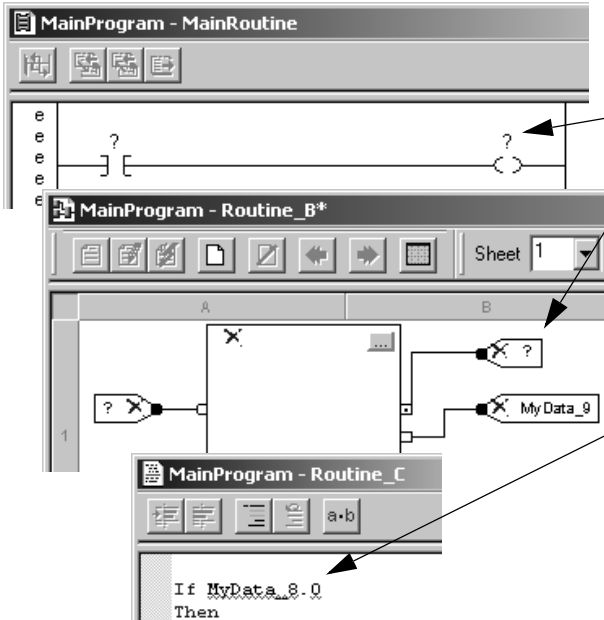 MainProgram - MainRoutine
e
e
e
e
e
? ?
MainProgram - Routine_B*
Sheet 1
A B
...
?
? MyData_9
1
MainProgram - Routine_C
a•b
If MyData_8.0
Then